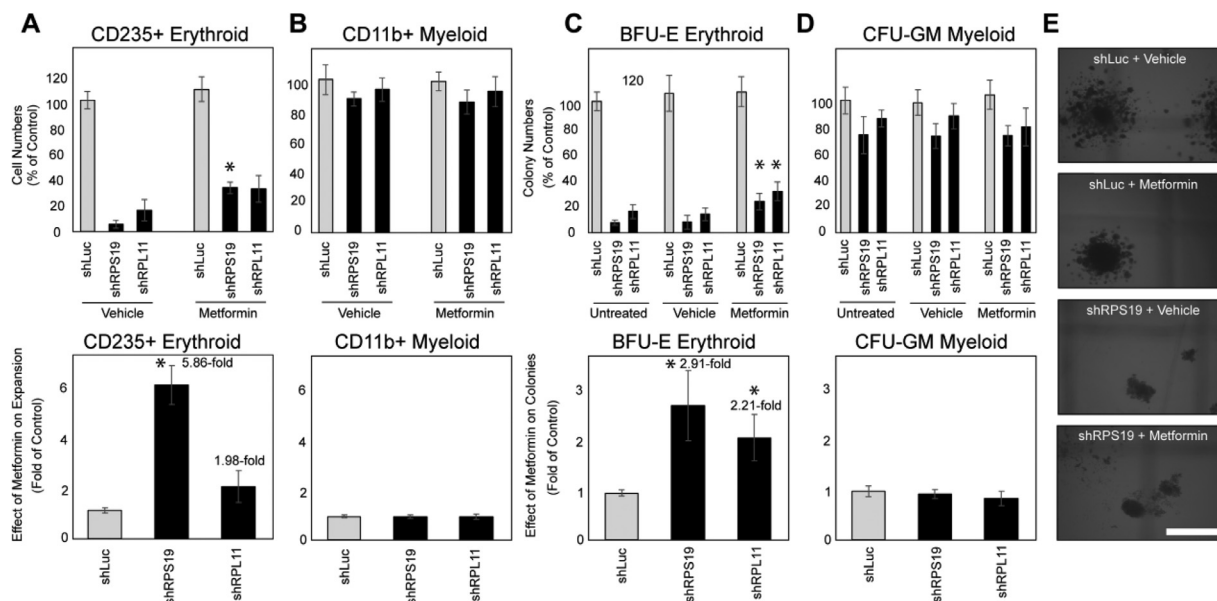 A
CD235+ Erythroid
Cell Numbers
(% of Control)
120
100
80
60
40
20
0
*
shLuc
shRPS19
shRPL11
shLuc
shRPS19
shRPL11
Vehicle
Metformin
CD235+ Erythroid
Effect of Metformin on Expansion
(Fold of Control)
6
4
2
0
* 5.86-fold
1.98-fold
shLuc
shRPS19
shRPL11
B
CD11b+ Myeloid
100
80
60
40
20
0
shLuc
shRPS19
shRPL11
shLuc
shRPS19
shRPL11
Vehicle
Metformin
CD11b+ Myeloid
6
4
2
0
shLuc
shRPS19
shRPL11
C
BFU-E Erythroid
Colony Numbers
(% of Control)
120
100
80
60
40
20
0
* *
shLuc
shRPS19
shRPL11
shLuc
shRPS19
shRPL11
shLuc
shRPS19
shRPL11
Untreated
Vehicle
Metformin
BFU-E Erythroid
Effect of Metformin on Colonies
(Fold of Control)
3
2
1
0
* 2.91-fold
*
2.21-fold
shLuc
shRPS19
shRPL11
D
CFU-GM Myeloid
120
100
80
60
40
20
0
shLuc
shRPS19
shRPL11
shLuc
shRPS19
shRPL11
shLuc
shRPS19
shRPL11
Untreated
Vehicle
Metformin
CFU-GM Myeloid
3
2
1
0
shLuc
shRPS19
shRPL11
E
shLuc + Vehicle
shLuc + Metformin
shRPS19 + Vehicle
shRPS19 + Metformin